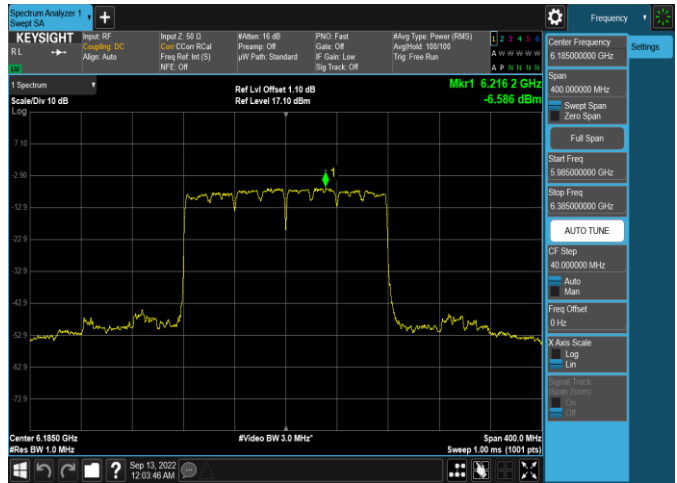 Spectrum Analyzer 1
Swept SA
Frequency
KEYSIGHT
RL
Input: RF
Coupling: DC
Align: Auto
Input Z: 50 Ω
Corr CCorr RCal
Freq Ref: Int (S)
NFE: Off
#Atten: 16 dB
Preamp: Off
µW Path: Standard
PNO: Fast
Gate: Off
IF Gain: Low
Sig Track: Off
#Avg Type: Power (RMS)
Avg|Hold: 100/100
Trig: Free Run
1 2 3 4 5 6
A W W W W W
A P N N N N
1 Spectrum
Scale/Div 10 dB
Log
Ref Lvl Offset 1.10 dB
Ref Level 17.10 dBm
Mkr1 6.216 2 GHz
-6.586 dBm
7.10
-2.90
-12.9
-22.9
-32.9
-42.9
-52.9
-62.9
-72.9
1
Center 6.1850 GHz
#Res BW 1.0 MHz
#Video BW 3.0 MHz*
Span 400.0 MHz
Sweep 1.00 ms (1001 pts)
Sep 13, 2022
12:03:46 AM
Center Frequency
6.185000000 GHz
Span
400.000000 MHz
Swept Span
Zero Span
Full Span
Start Freq
5.985000000 GHz
Stop Freq
6.385000000 GHz
AUTO TUNE
CF Step
40.000000 MHz
Auto
Man
Freq Offset
0 Hz
X Axis Scale
Log
Lin
Signal Track
(Span Zoom)
On
Off
Settings